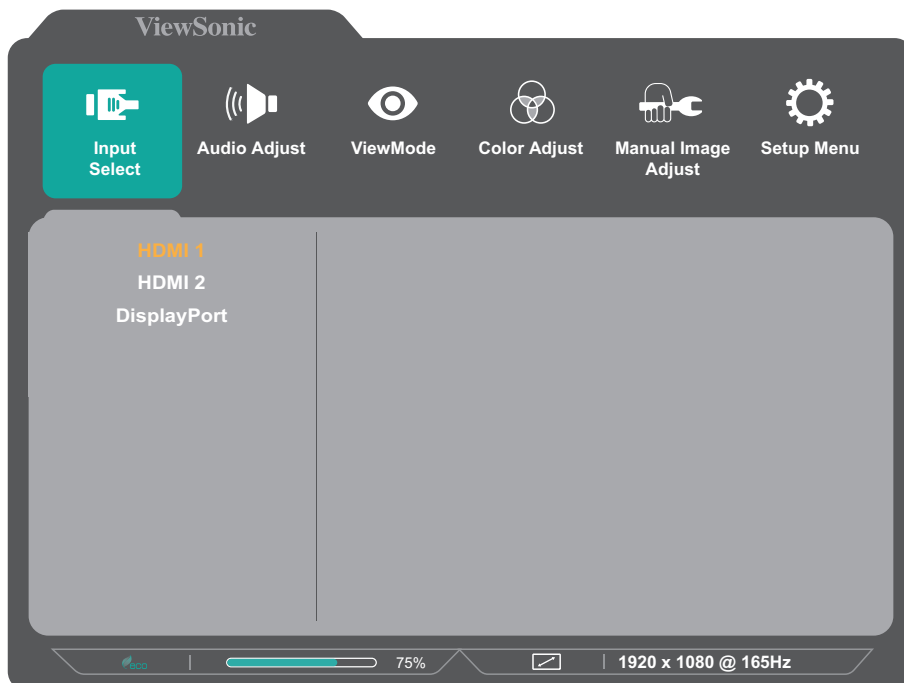 ViewSonic
Input
Select
Audio Adjust
ViewMode
Color Adjust
Manual Image
Adjust
Setup Menu
HDMI 1
HDMI 2
DisplayPort
eco
75%
1920 x 1080 @ 165Hz